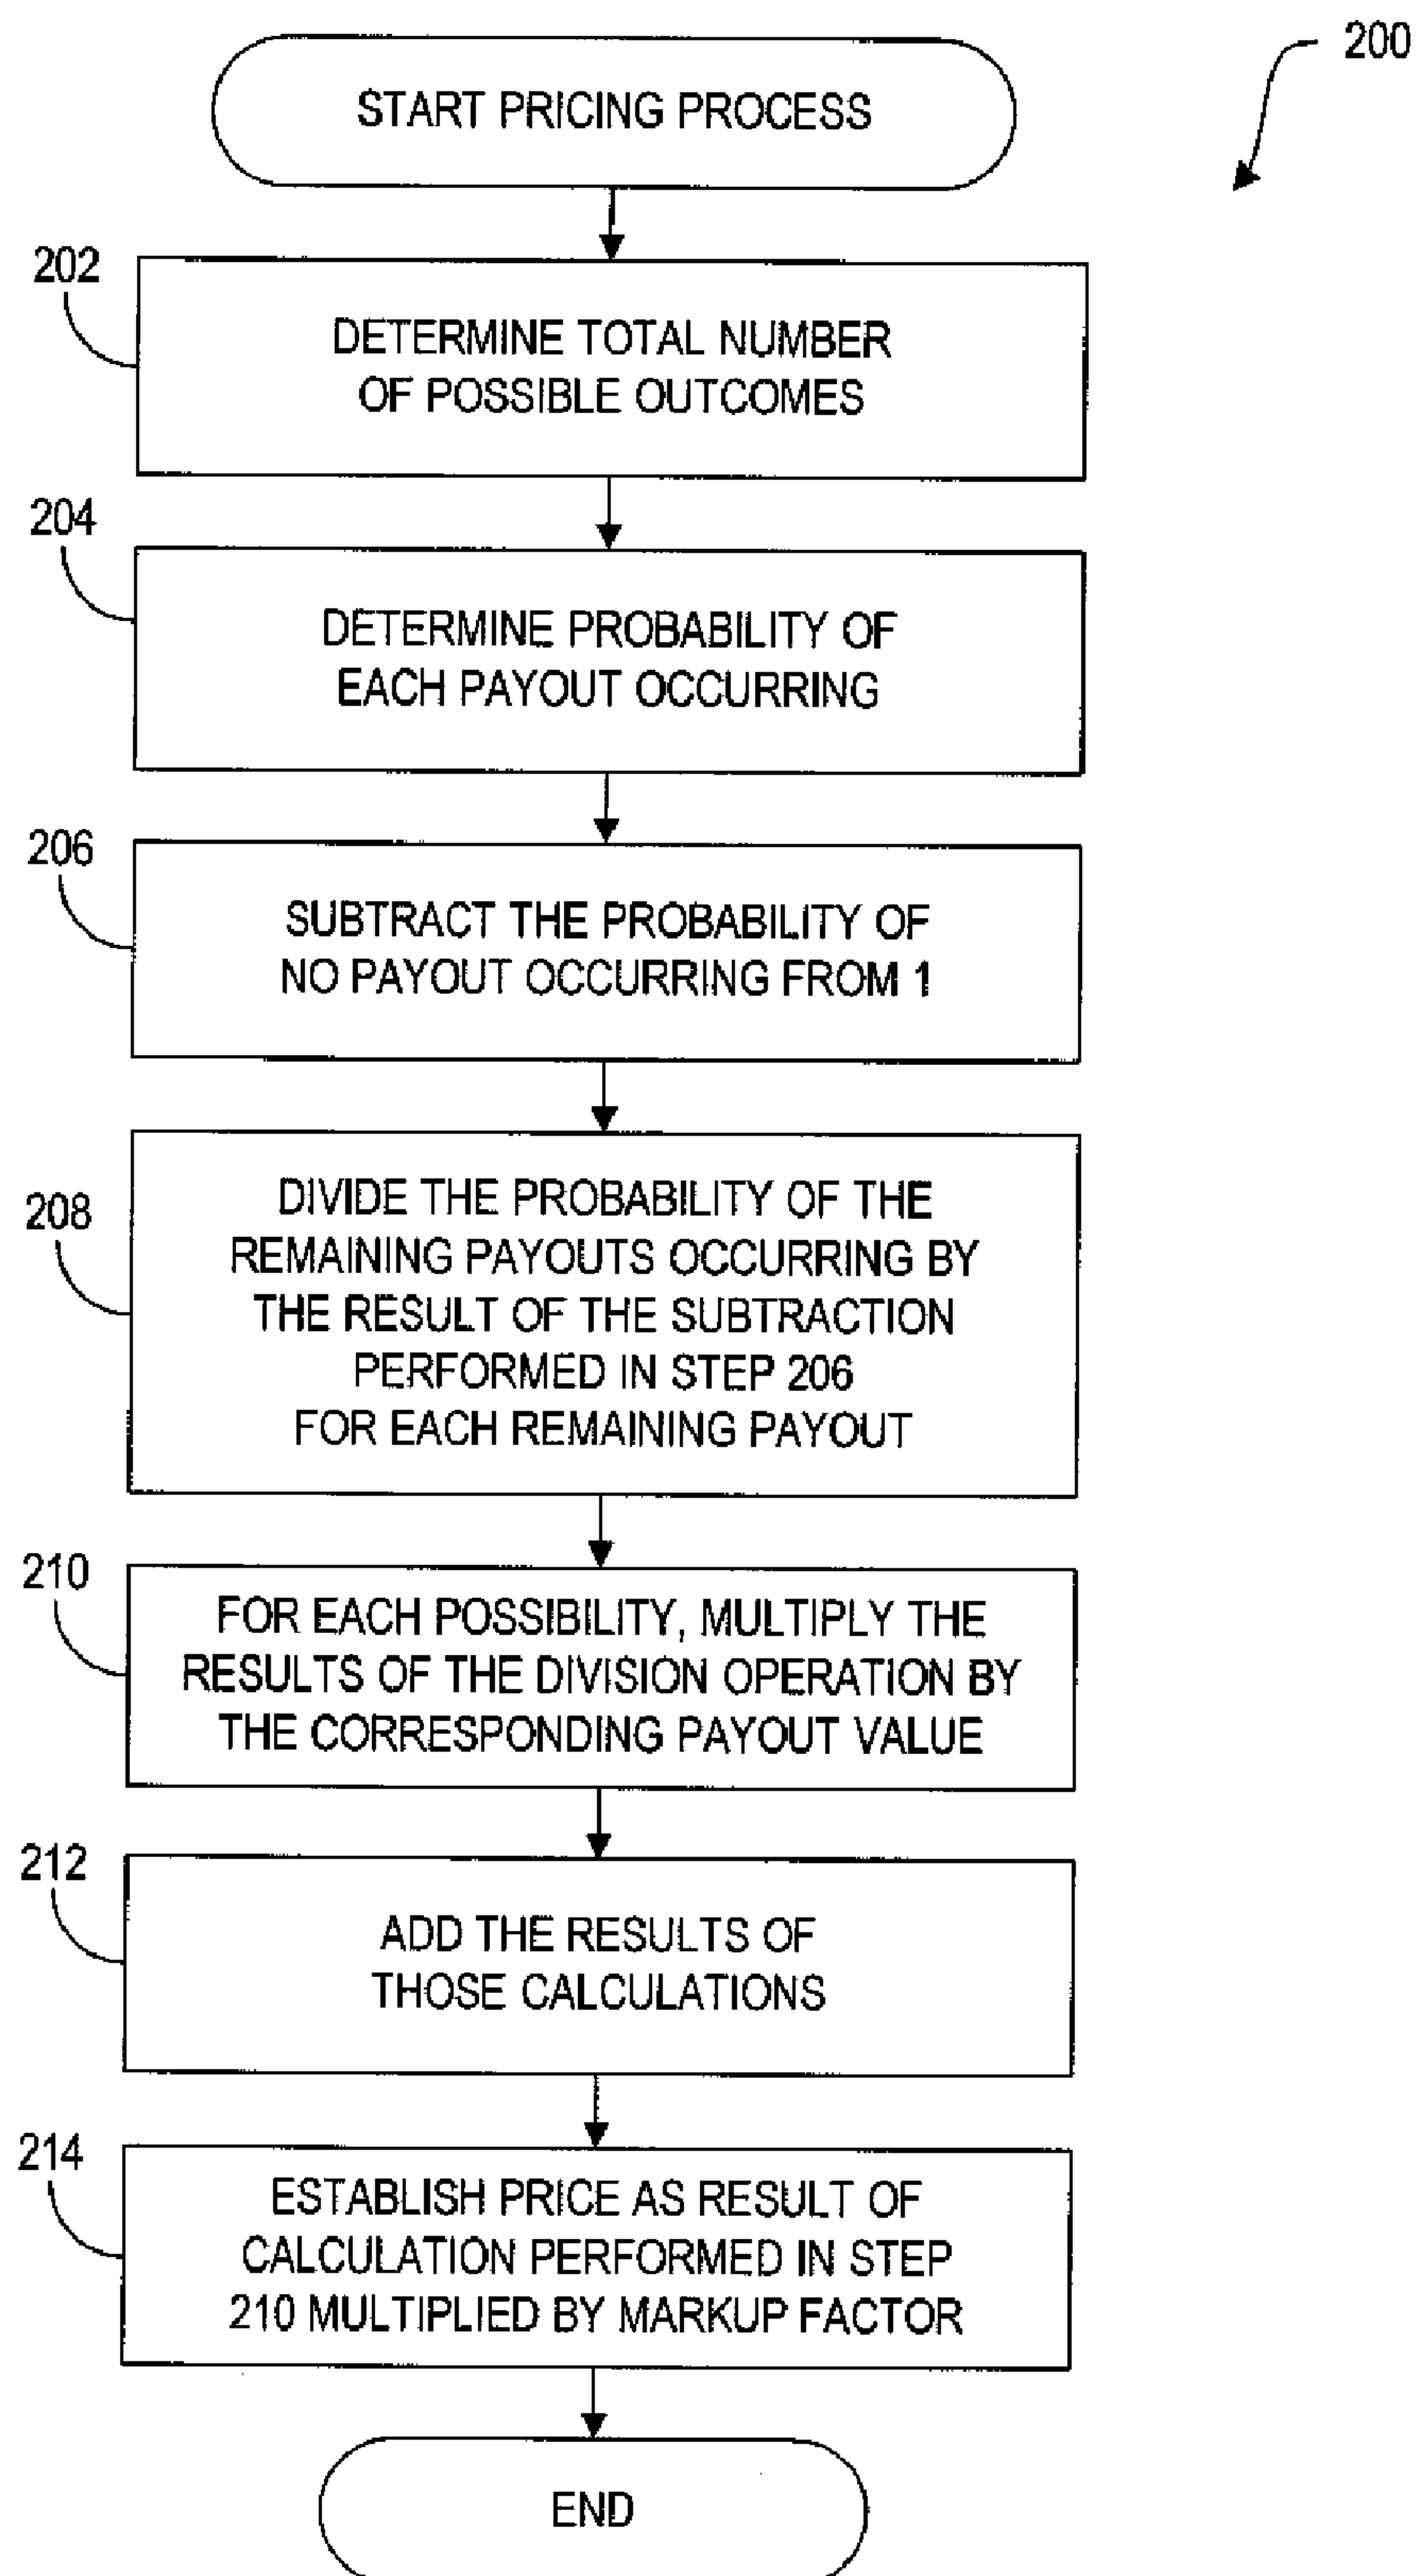 200
START PRICING PROCESS
202
DETERMINE TOTAL NUMBER
OF POSSIBLE OUTCOMES
204
DETERMINE PROBABILITY OF
EACH PAYOUT OCCURRING
206
SUBTRACT THE PROBABILITY OF
NO PAYOUT OCCURRING FROM 1
208
DIVIDE THE PROBABILITY OF THE
REMAINING PAYOUTS OCCURRING BY
THE RESULT OF THE SUBTRACTION
PERFORMED IN STEP 206
FOR EACH REMAINING PAYOUT
210
FOR EACH POSSIBILITY, MULTIPLY THE
RESULTS OF THE DIVISION OPERATION BY
THE CORRESPONDING PAYOUT VALUE
212
ADD THE RESULTS OF
THOSE CALCULATIONS
214
ESTABLISH PRICE AS RESULT OF
CALCULATION PERFORMED IN STEP
210 MULTIPLIED BY MARKUP FACTOR
END